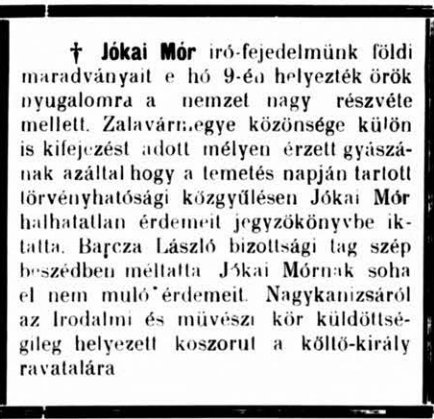 † Jókai Mór iró-fejedelmünk földi
maradványait e hó 9-én helyezték örök
nyugalomra a nemzet nagy részvéte
mellett. Zalavármegye közönsége külön
is kifejezést adott mélyen érzett gyászá-
nak azáltal hogy a temetés napján tartott
törvényhatósági közgyűlésen Jókai Mór
halhatatlan érdemeit jegyzökönyvbe ik-
tatta. Barcza László bizottsági tag szép
beszédben méltatta Jókai Mórnak soha
el nem muló érdemeit. Nagykanizsáról
az Irodalmi és müvészi kör küldöttsé-
gileg helyezett koszorut a költő-király
ravatalára